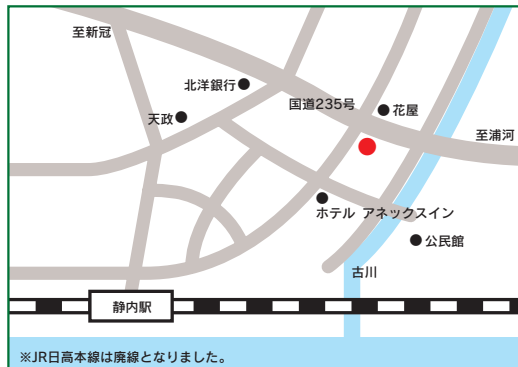 至新冠
北洋銀行
国道235号
花屋
天政
至浦河
ホテル アネックスイン
公民館
古川
静内駅
※JR日高本線は廃線となりました。